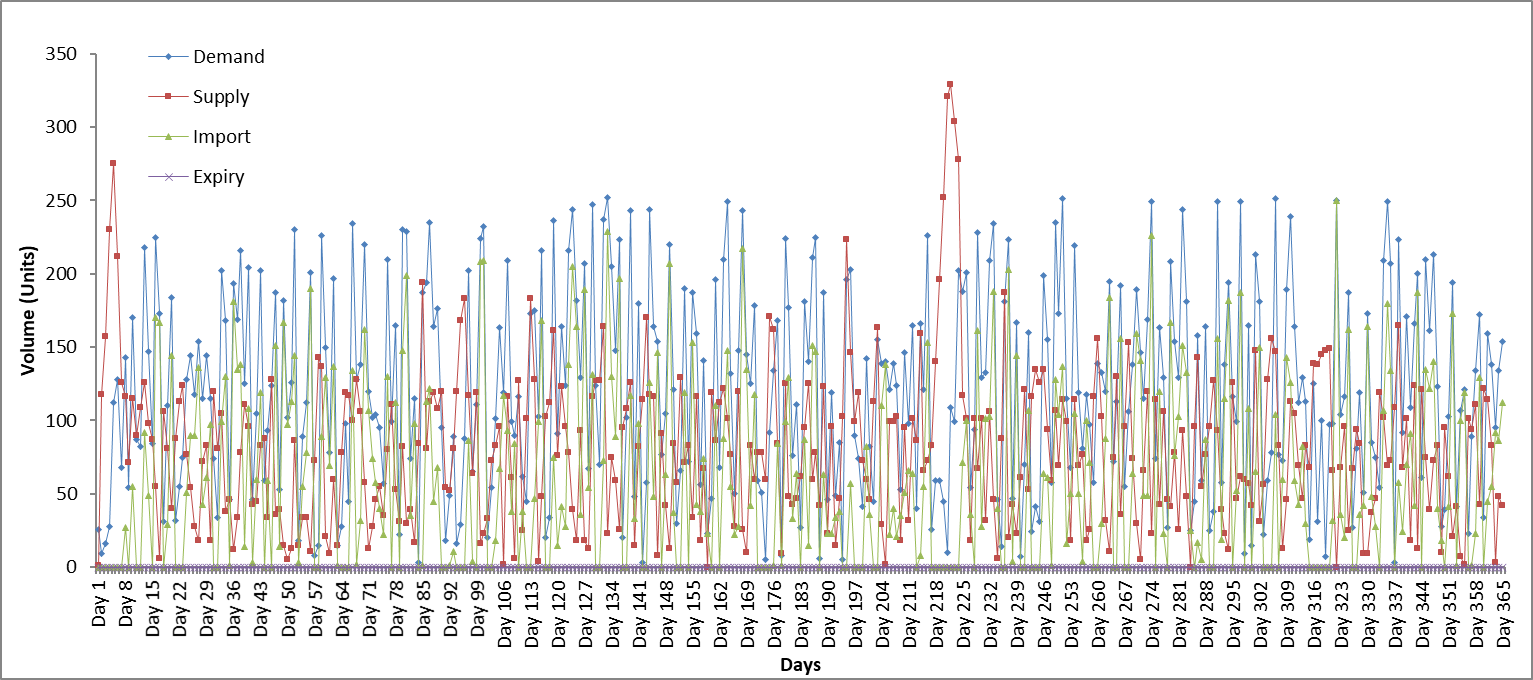 350
300
250
200
150
100
50
0
Volume (Units)
Demand
Supply
Import
Expiry
Day 1
Day 8
Day 15
Day 22
Day 29
Day 36
Day 43
Day 50
Day 57
Day 64
Day 71
Day 78
Day 85
Day 92
Day 99
Day 106
Day 113
Day 120
Day 127
Day 134
Day 141
Day 148
Day 155
Day 162
Day 169
Day 176
Day 183
Day 190
Day 197
Day 204
Day 211
Day 218
Day 225
Day 232
Day 239
Day 246
Day 253
Day 260
Day 267
Day 274
Day 281
Day 288
Day 295
Day 302
Day 309
Day 316
Day 323
Day 330
Day 337
Day 344
Day 351
Day 358
Day 365
Days